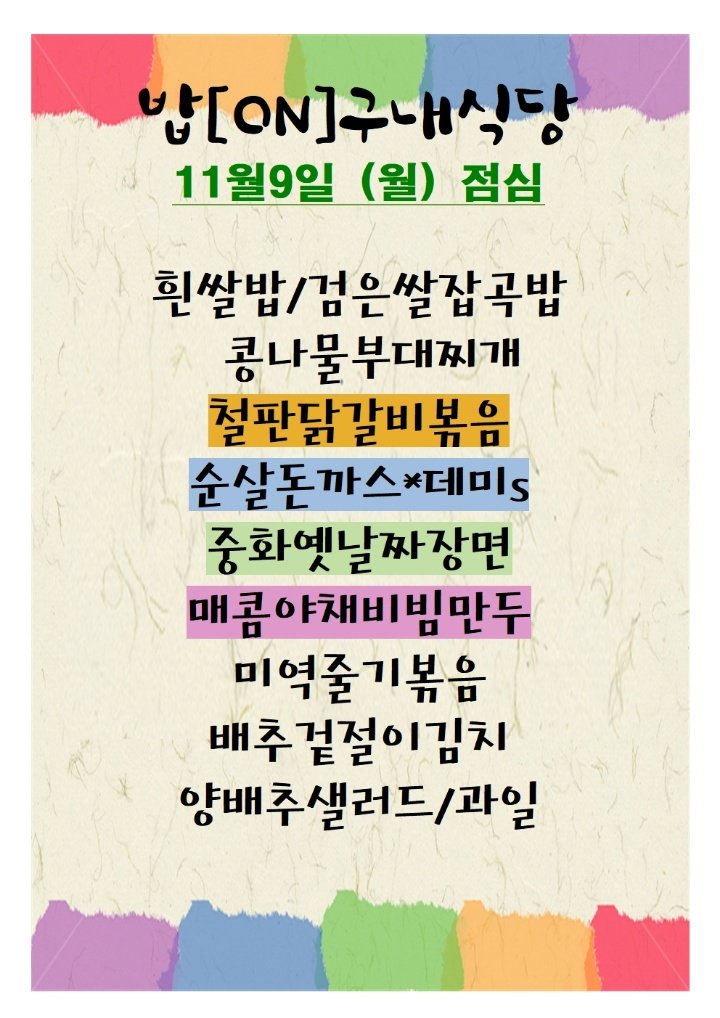 밥[ON]구내식당
11월9일 (월) 점심
흰쌀밥/검은쌀잡곡밥
콩나물부대찌개
철판닭갈비볶음
순살돈까스*데미s
중화옛날짜장면
매콤야채비빔만두
미역줄기볶음
배추겉절이김치
양배추샐러드/과일